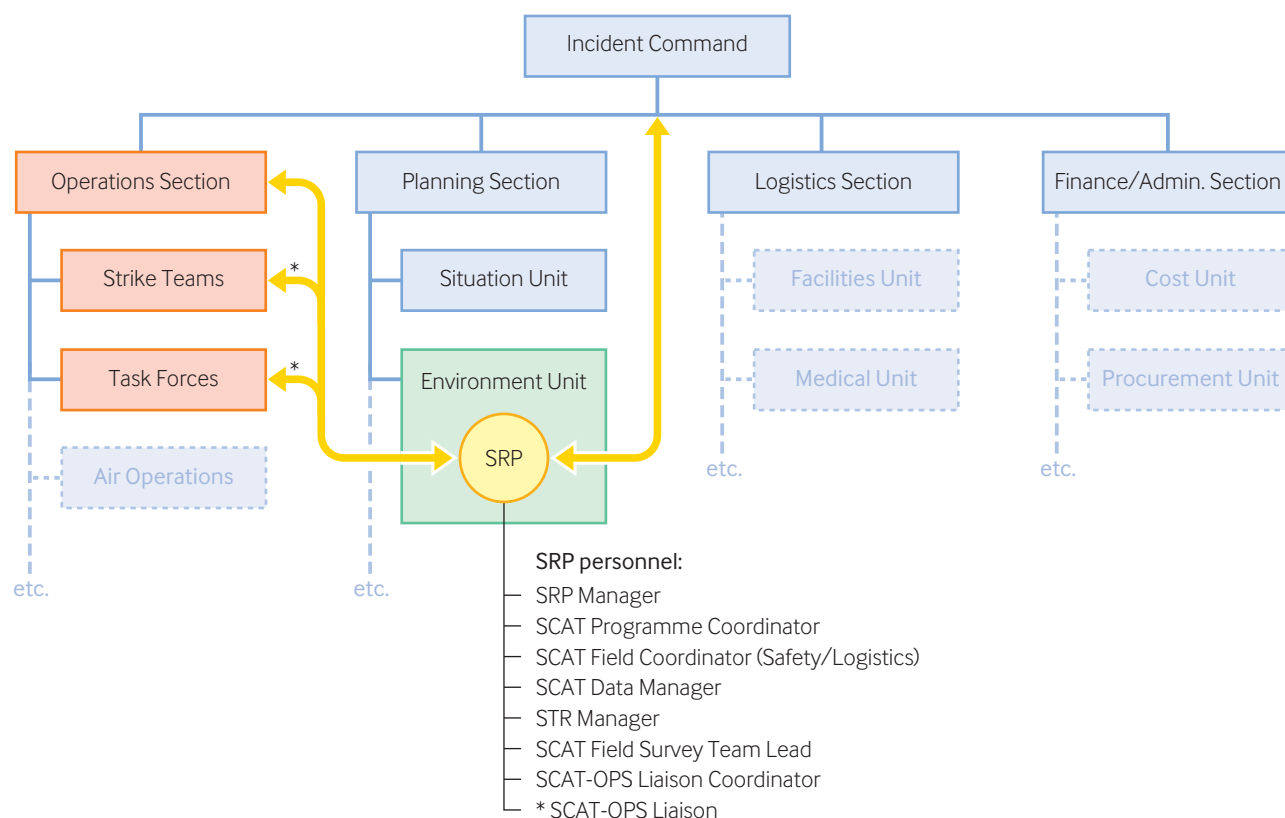 Incident Command
Operations Section
Planning Section
Logistics Section
Finance/Admin. Section
Strike Teams
*
Situation Unit
Facilities Unit
Cost Unit
Task Forces
*
Environment Unit
Medical Unit
Procurement Unit
Air Operations
SRP
etc.
etc.
etc.
etc.
SRP personnel:
SRP Manager
SCAT Programme Coordinator
SCAT Field Coordinator (Safety/Logistics)
SCAT Data Manager
STR Manager
SCAT Field Survey Team Lead
SCAT-OPS Liaison Coordinator
* SCAT-OPS Liaison